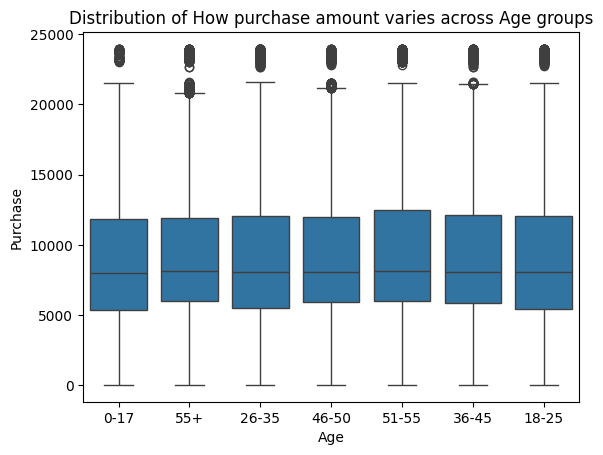 Distribution of How purchase amount varies across Age groups
25000
20000
15000
10000
5000
0
Purchase
0-17 55+ 26-35 46-50 51-55 36-45 18-25
Age